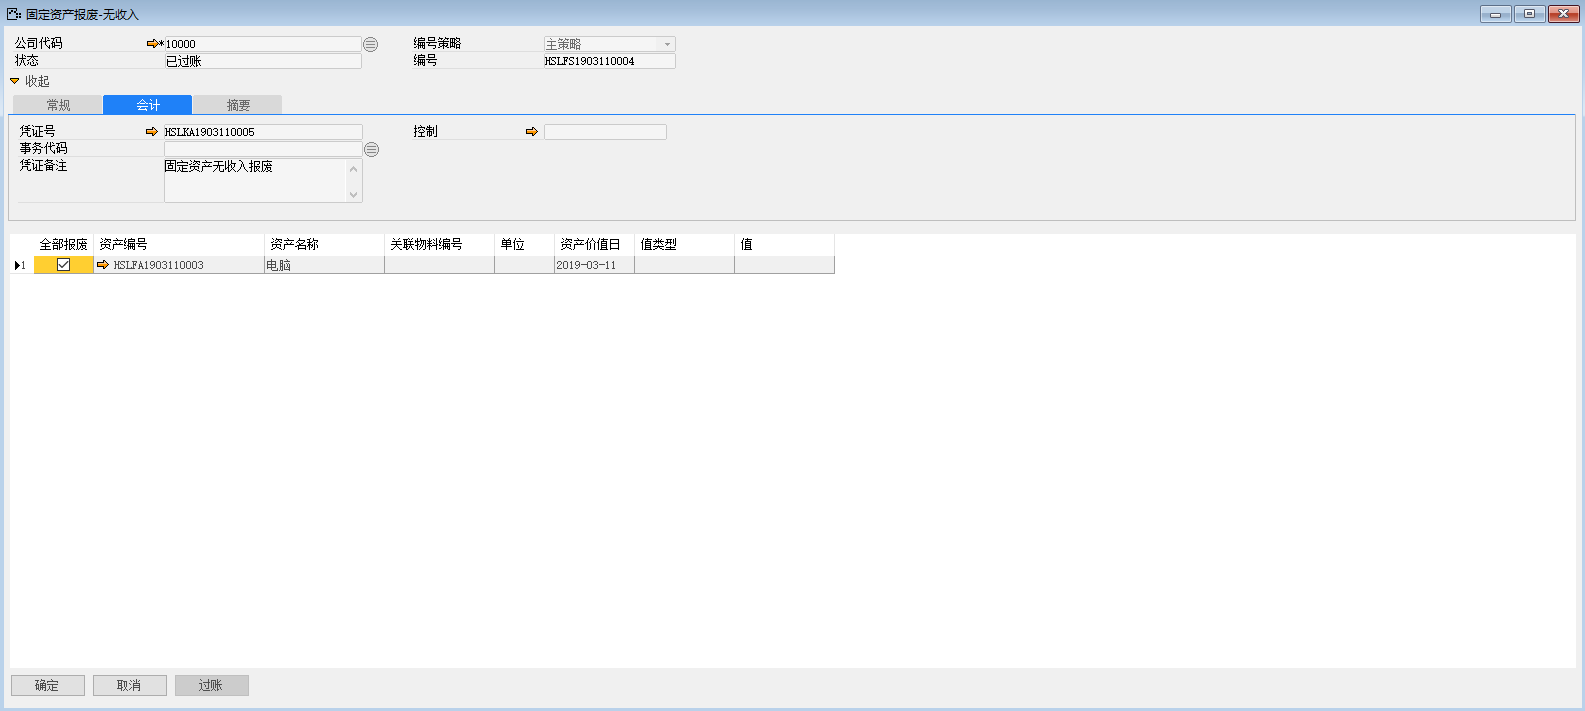 固定资产报废-无收入
公司代码 *10000 编号策略 主策略
状态 已过账 编号 HSLFS1903110004
收起
常规 会计 摘要
凭证号 HSLKA1903110005 控制
事务代码
凭证备注 固定资产无收入报废
全部报废 资产编号 资产名称 关联物料编号 单位 资产价值日 值类型 值
1 HSLFA1903110003 电脑 2019-03-11
确定 取消 过账